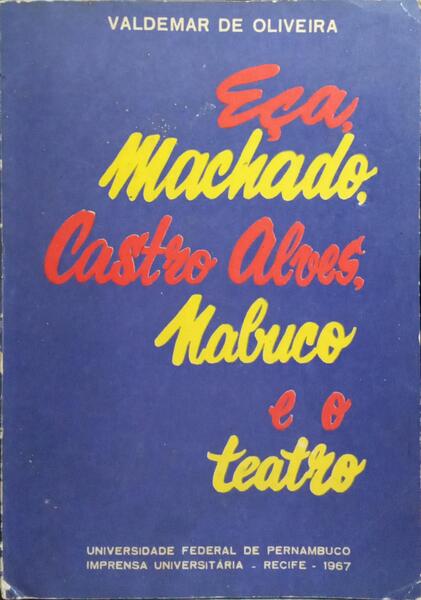 VALDEMAR DE OLIVEIRA
Eça,
Machado,
Castro Alves,
Nabuco
e o
teatro
UNIVERSIDADE FEDERAL DE PERNAMBUCO
IMPRENSA UNIVERSITÁRIA - RECIFE - 1967